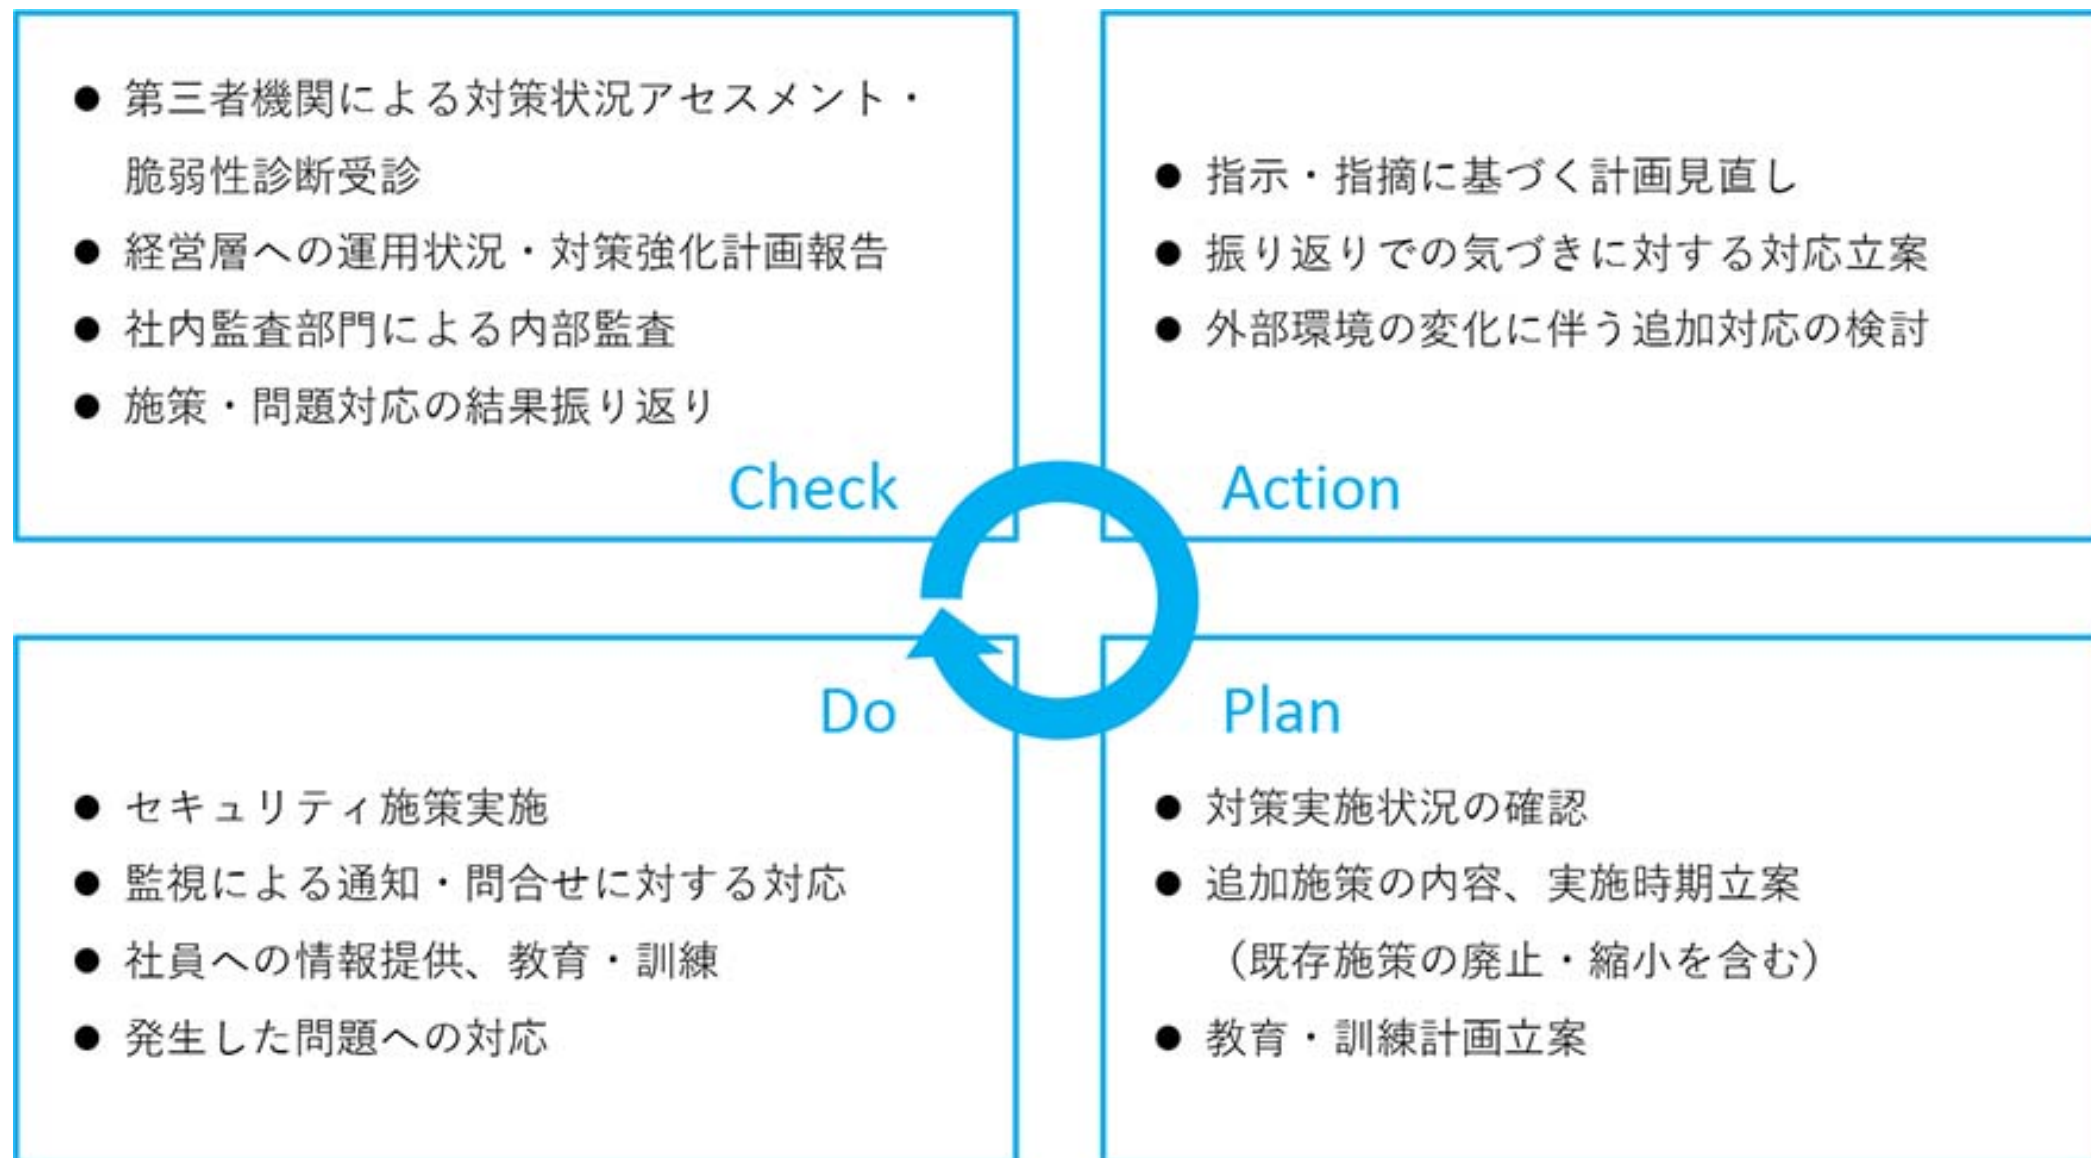 ● 第三者機関による対策状況アセスメント・
脆弱性診断受診
● 経営層への運用状況・対策強化計画報告
● 社内監査部門による内部監査
● 施策・問題対応の結果振り返り
Check
● 指示・指摘に基づく計画見直し
● 振り返りでの気づきに対する対応立案
● 外部環境の変化に伴う追加対応の検討
Action
Do
● セキュリティ施策実施
● 監視による通知・問合せに対する対応
● 社員への情報提供、教育・訓練
● 発生した問題への対応
Plan
● 対策実施状況の確認
● 追加施策の内容、実施時期立案
（既存施策の廃止・縮小を含む）
● 教育・訓練計画立案